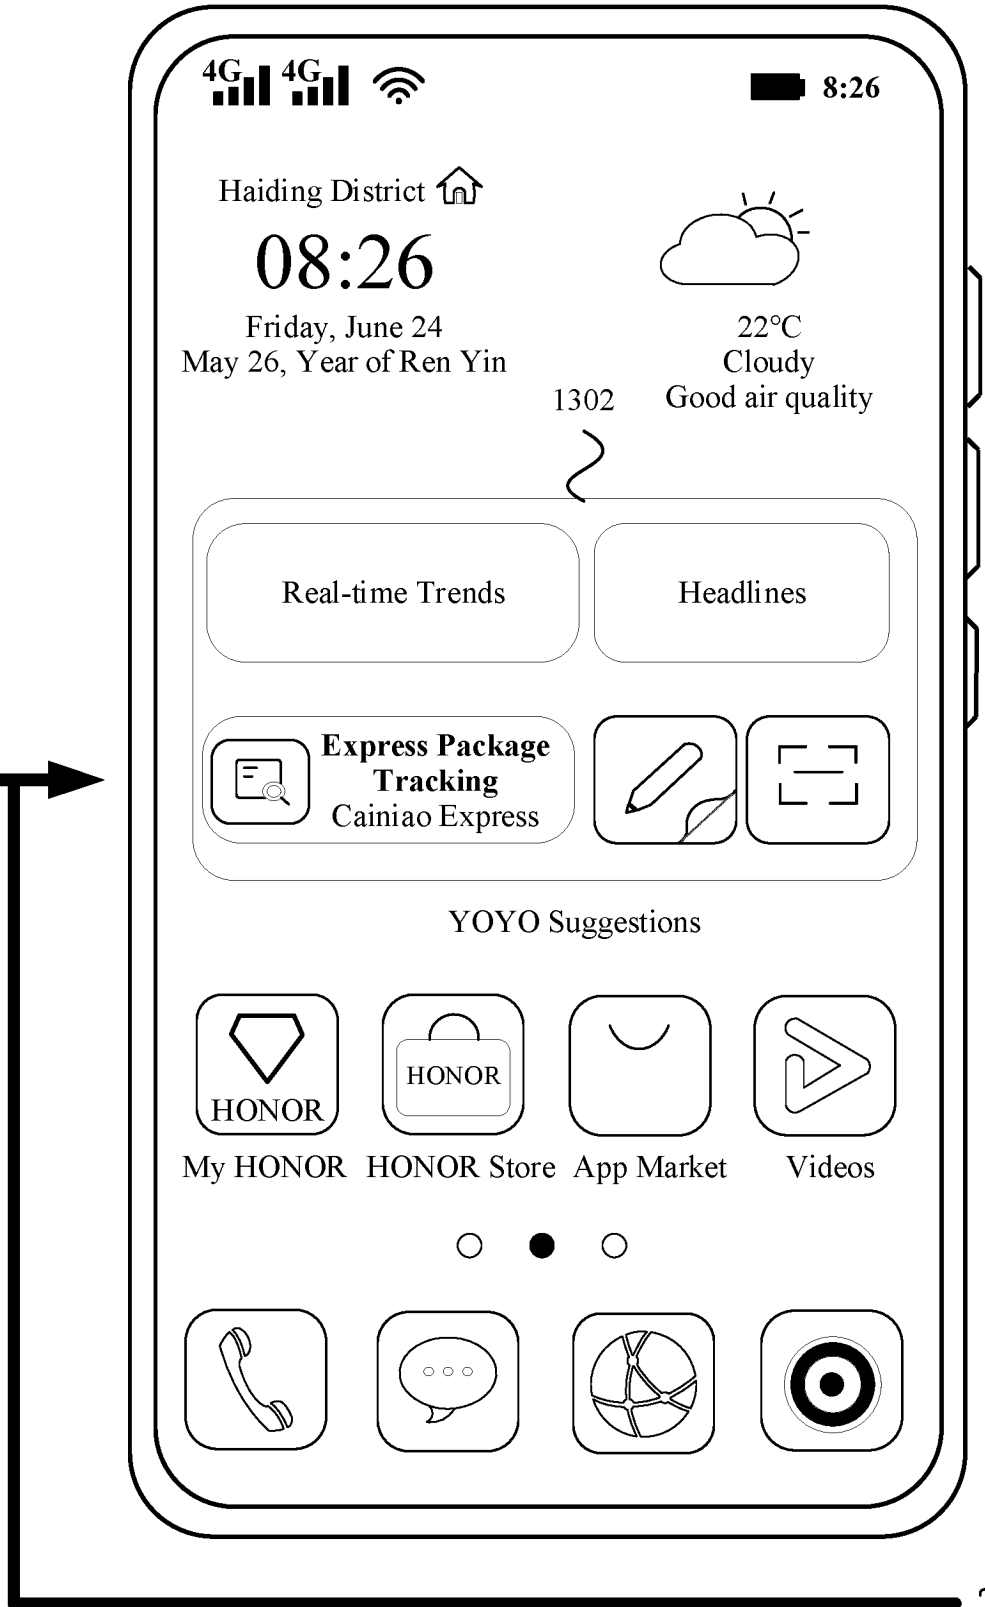 4G 4G 8:26
Haiding District
08:26
Friday, June 24
May 26, Year of Ren Yin
22°C
Cloudy
Good air quality
1302
Real-time Trends
Headlines
Express Package
Tracking
Cainiao Express
YOYO Suggestions
HONOR
HONOR
My HONOR
HONOR Store
App Market
Videos